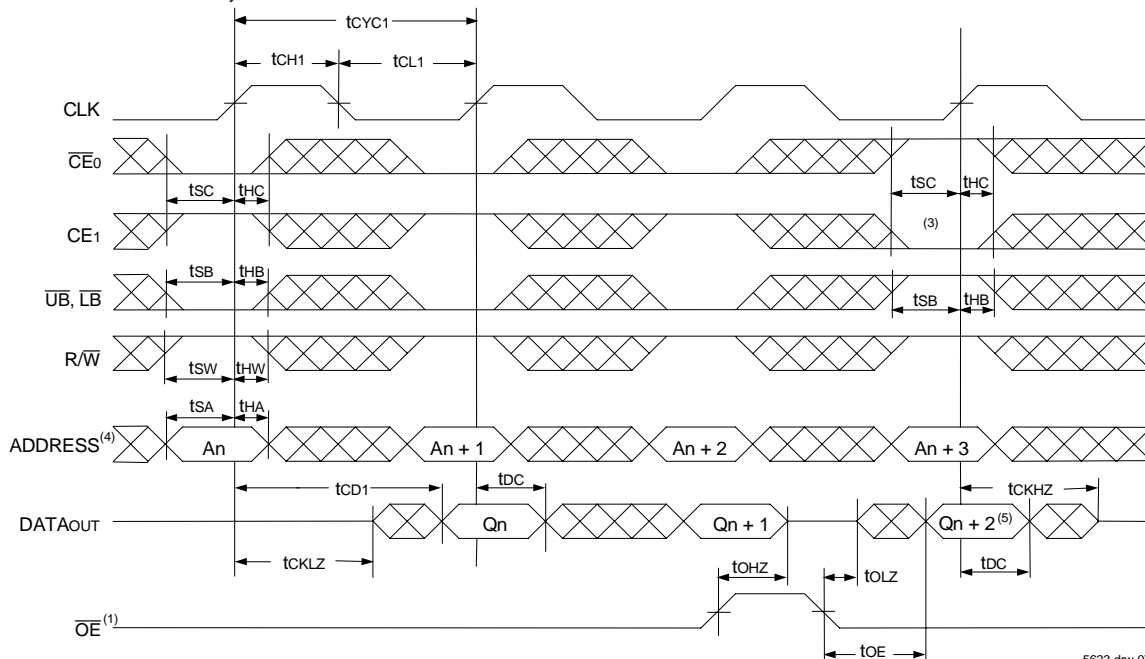 tCYC1
tCH1 tCL1
CLK
CE0
tSC tHC tSC tHC
CE1 (3)
tSB tHB
UB, LB
tSB tHB
R/W
tSW tHW
tSA tHA
ADDRESS(4) An An + 1 An + 2 An + 3
tCD1 tDC tCKHZ
DATAOUT Qn Qn + 1 Qn + 2(5)
tCKLZ tOHZ tOLZ tDC
OE(1)
tOE